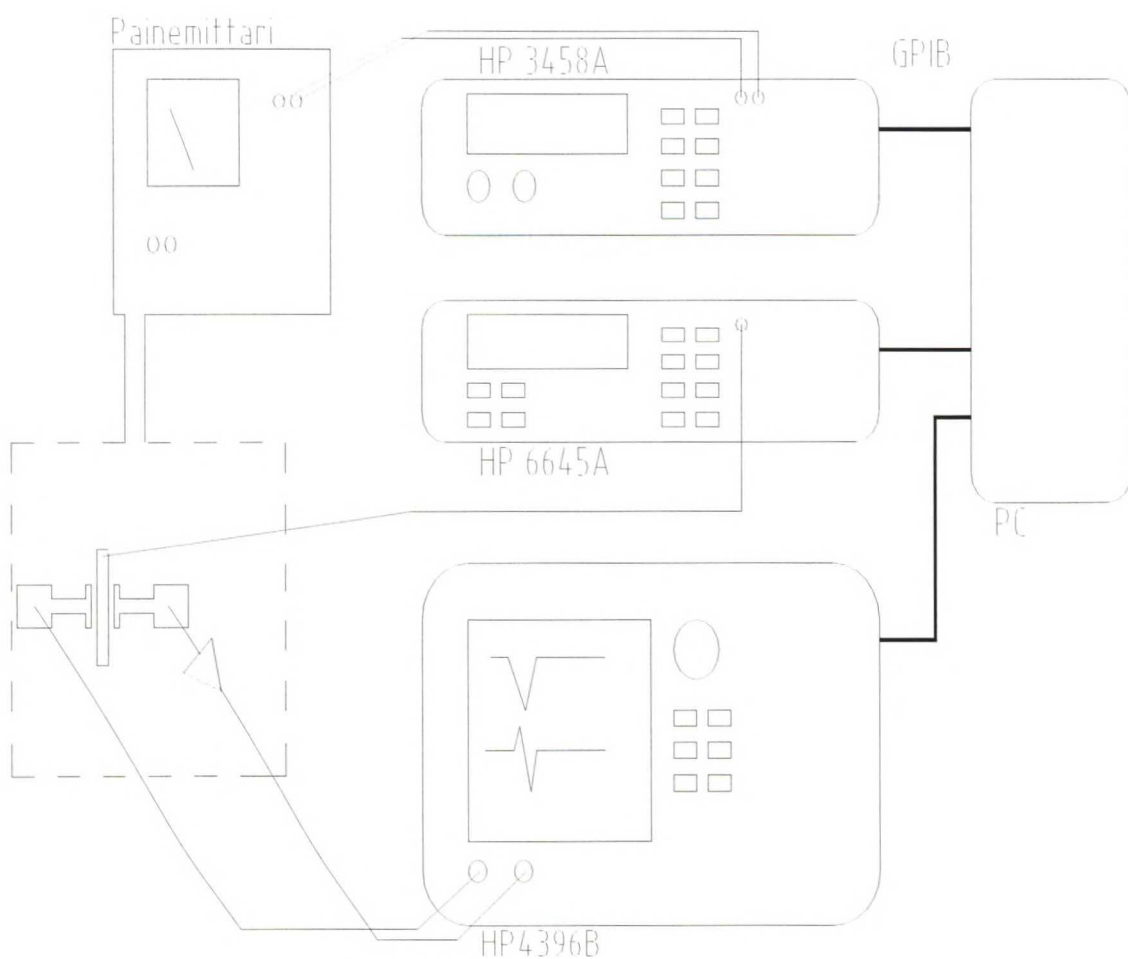 Painemittari
HP 3458A
GPIB
HP 6645A
PC
HP4396B